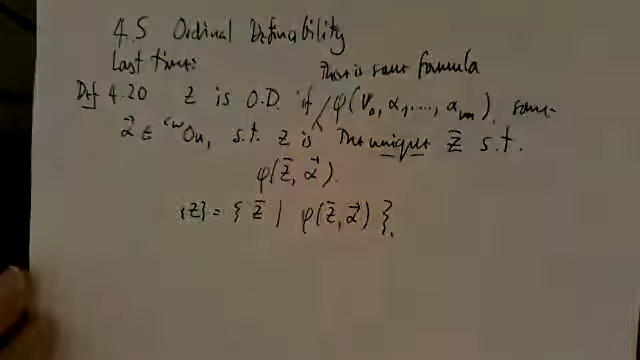 4.5 Ordinal Definability
Last time:
There is some formula
Def 4.20 z is O.D. if φ(v₀, α₁, ..., αₘ), some
α⃗ ∈ ^{<ω}On, s.t. z is the unique z̄ s.t.
φ(z̄, α⃗).
{z} = { z̄ | φ(z̄, α⃗) }.